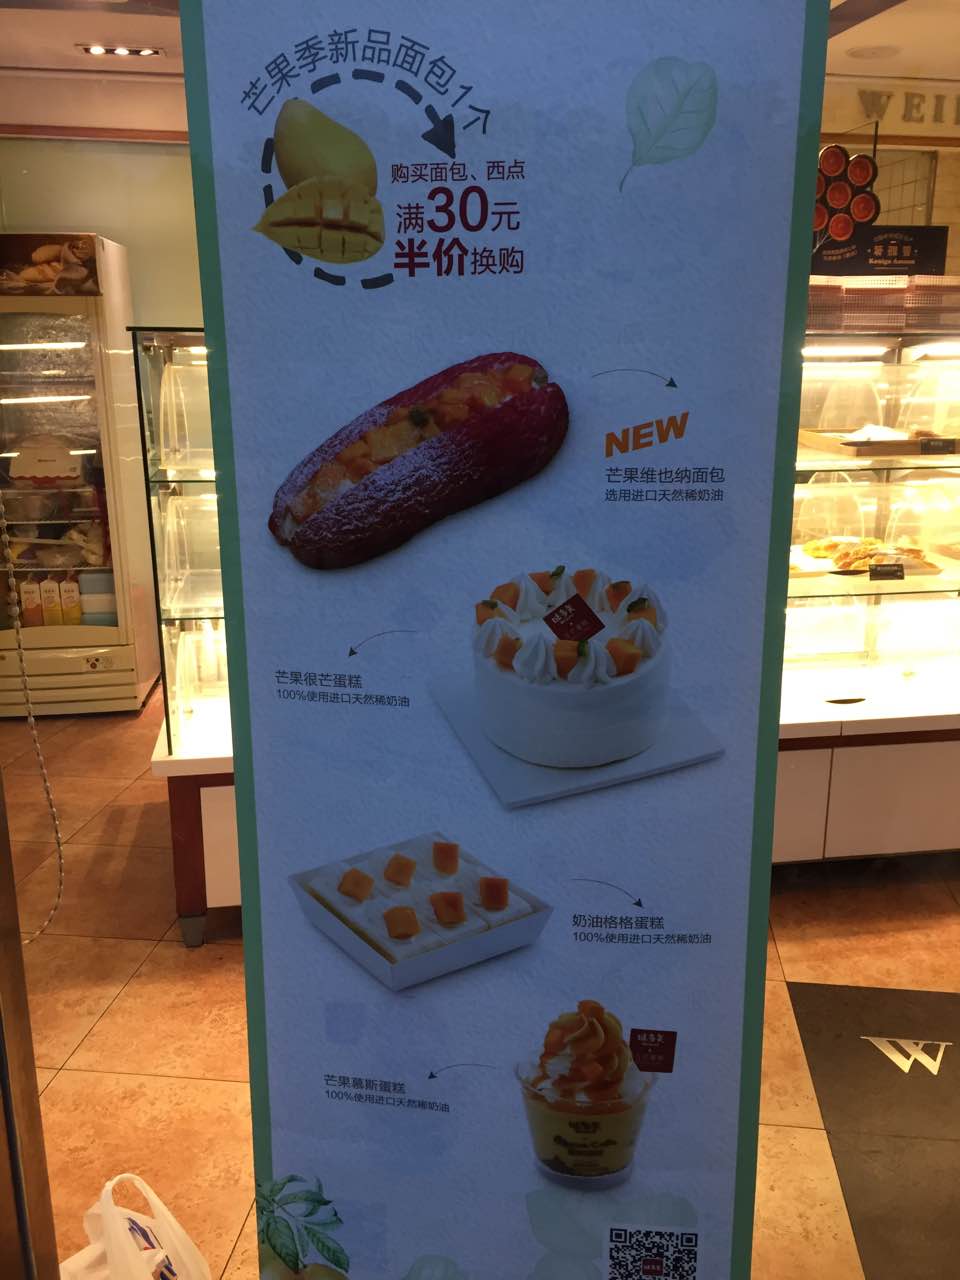 芒果季新品面包1个
购买面包、西点
满30元
半价换购
NEW
芒果维也纳面包
选用进口天然稀奶油
芒果很芒蛋糕
100%使用进口天然稀奶油
奶油格格蛋糕
100%使用进口天然稀奶油
芒果慕斯蛋糕
100%使用进口天然稀奶油
味多美
WEI
W